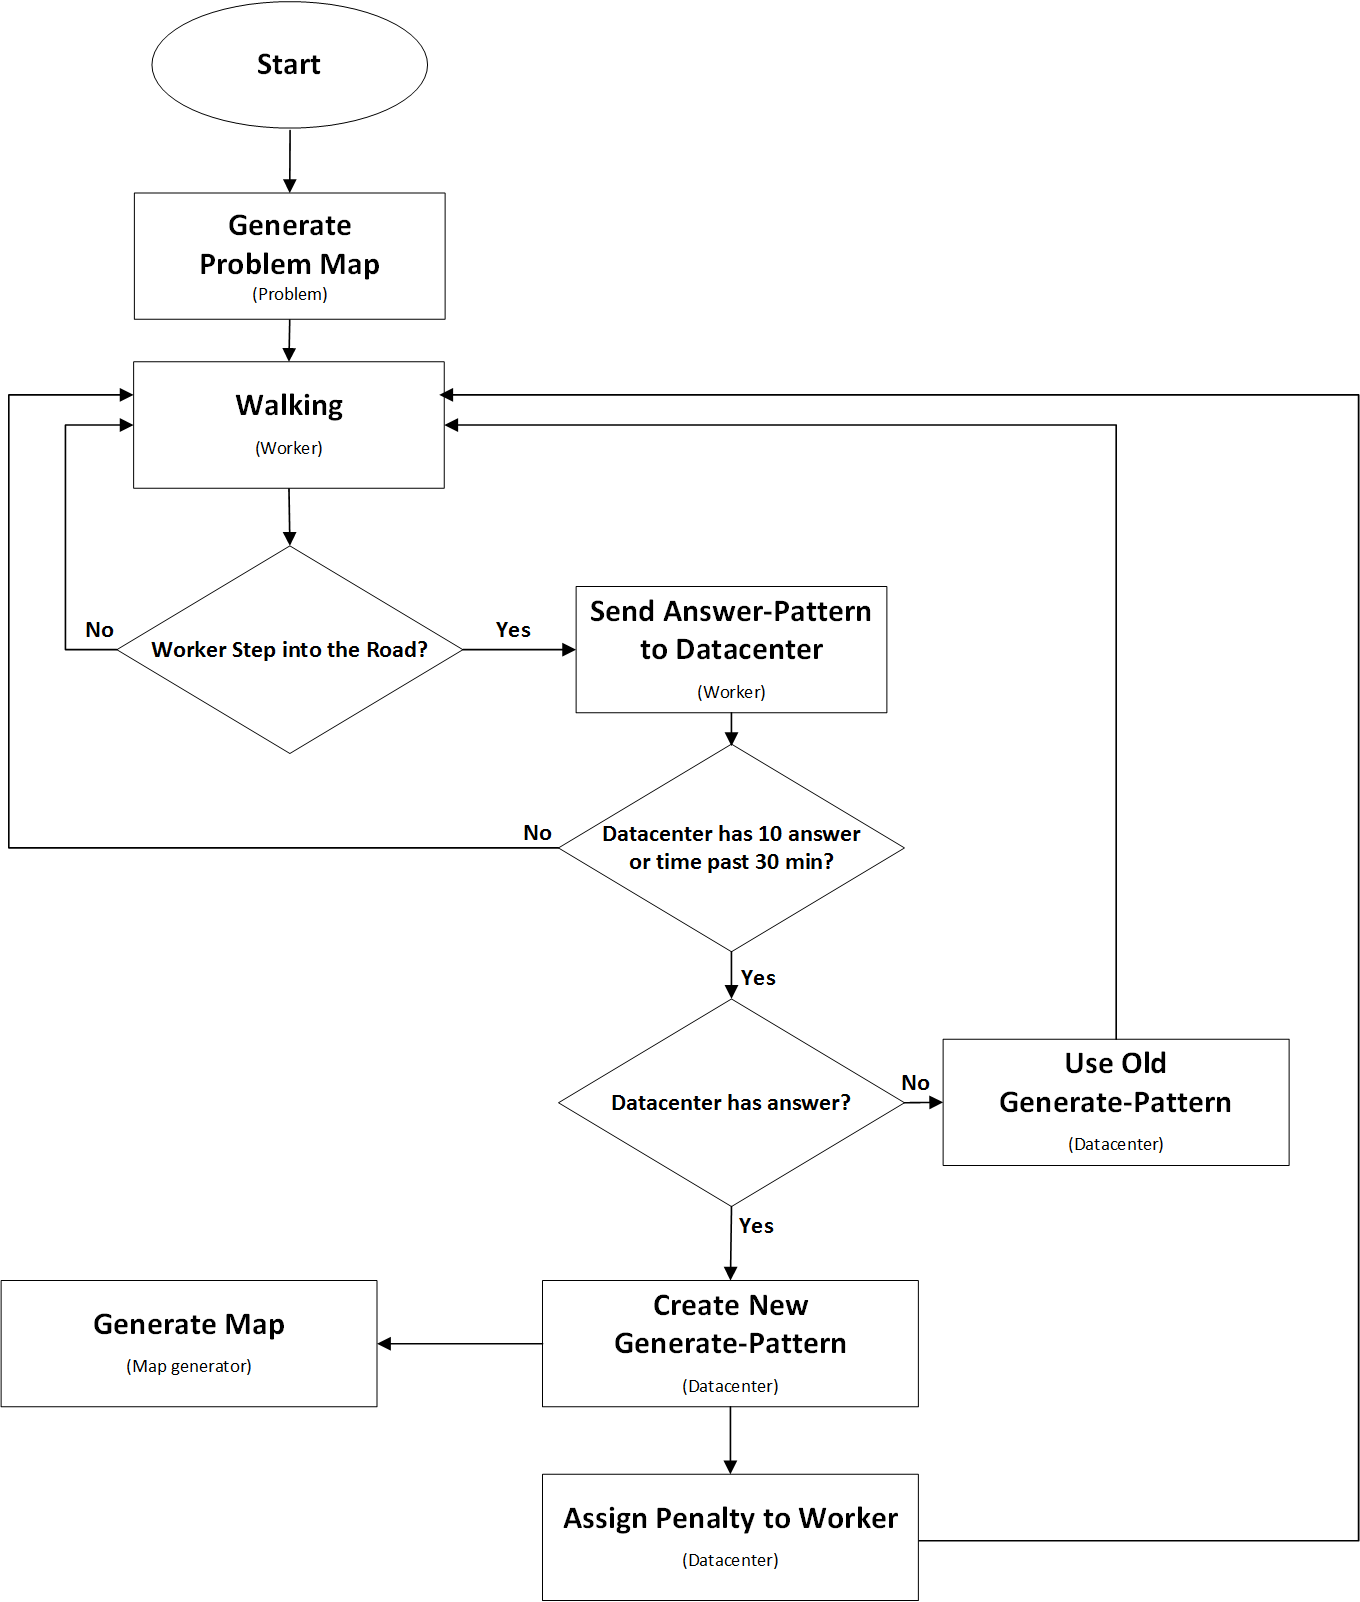 Start
Generate
Problem Map
(Problem)
Walking
(Worker)
No
Worker Step into the Road?
Yes
Send Answer-Pattern
to Datacenter
(Worker)
No
Datacenter has 10 answer
or time past 30 min?
Yes
Datacenter has answer?
No
Use Old
Generate-Pattern
(Datacenter)
Yes
Generate Map
(Map generator)
Create New
Generate-Pattern
(Datacenter)
Assign Penalty to Worker
(Datacenter)